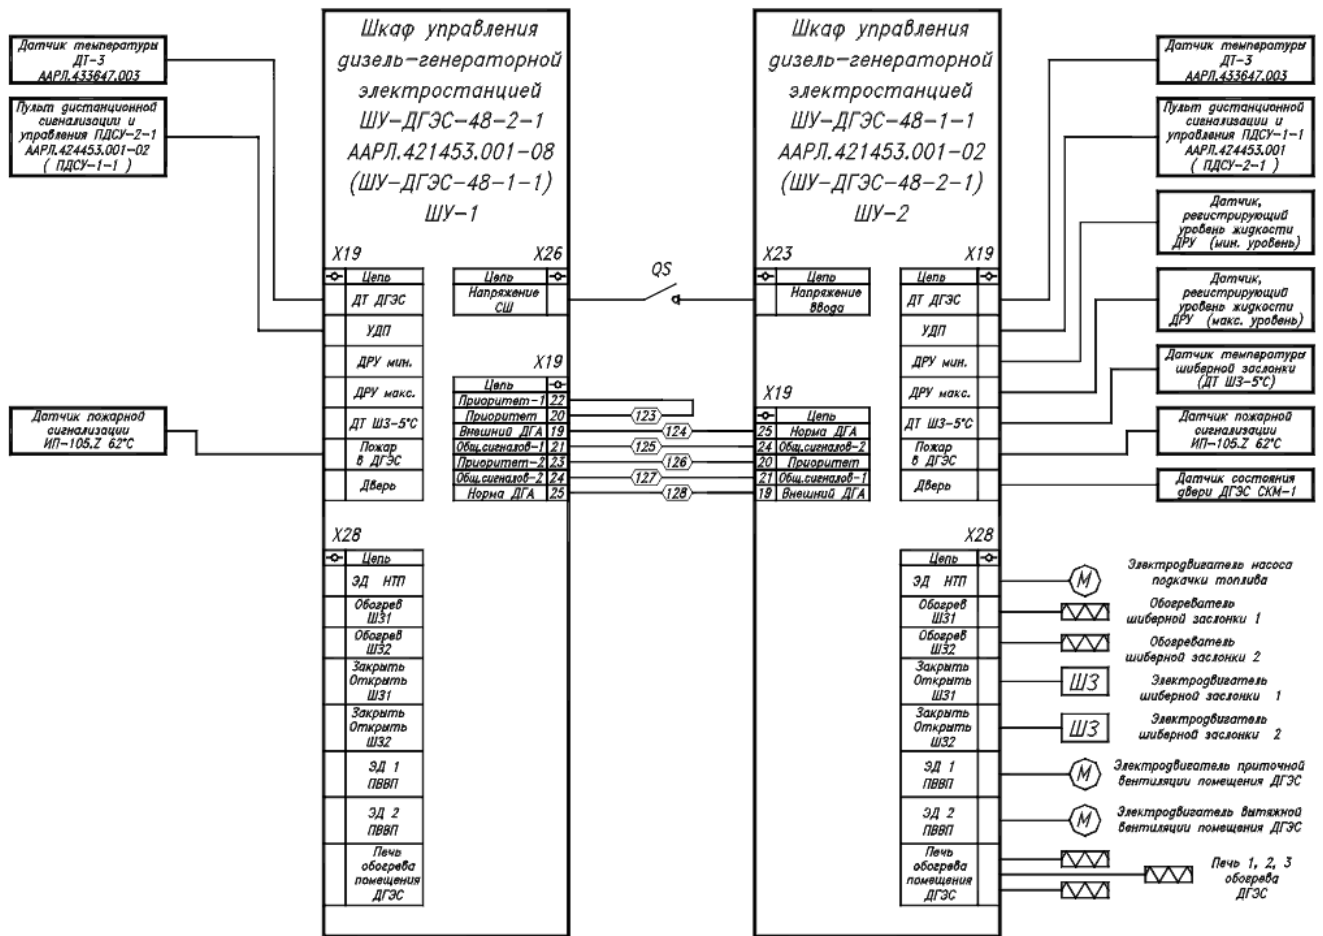 Датчик температуры
ДТ-3
ААРЛ.433647.003
Пульт дистанционной
сигнализации и
управления ПДСУ-2-1
ААРЛ.424453.001-02
( ПДСУ-1-1 )
Датчик пожарной
сигнализации
ИП-105.Z 62°С
Шкаф управления
дизель-генераторной
электростанцией
ШУ-ДГЭС-48-2-1
ААРЛ.421453.001-08
(ШУ-ДГЭС-48-1-1)
ШУ-1
X19
Цепь
ДТ ДГЭС
УДП
ДРУ мин.
ДРУ макс.
ДТ ШЗ-5°С
Пожар
в ДГЭС
Дверь
X28
Цепь
ЭД НТП
Обогрев
ШЗ1
Обогрев
ШЗ2
Закрыть
Открыть
ШЗ1
Закрыть
Открыть
ШЗ2
ЭД 1
ПВВП
ЭД 2
ПВВП
Печь
обогрева
помещения
ДГЭС
X26
Цепь
Напряжение
СШ
X19
Цепь
Приоритет-1 22
Приоритет 20
Внешний ДГА 19
Общ.сигналов-1 21
Приоритет-2 23
Общ.сигналов-2 24
Норма ДГА 25
QS
123
124
125
126
127
128
Шкаф управления
дизель-генераторной
электростанцией
ШУ-ДГЭС-48-1-1
ААРЛ.421453.001-02
(ШУ-ДГЭС-48-2-1)
ШУ-2
X23
Цепь
Напряжение
Ввода
X19
Цепь
25 Норма ДГА
24 Общ.сигналов-2
20 Приоритет
21 Общ.сигналов-1
19 Внешний ДГА
X19
Цепь
ДТ ДГЭС
УДП
ДРУ мин.
ДРУ макс.
ДТ ШЗ-5°С
Пожар
в ДГЭС
Дверь
X28
Цепь
ЭД НТП
Обогрев
ШЗ1
Обогрев
ШЗ2
Закрыть
Открыть
ШЗ1
Закрыть
Открыть
ШЗ2
ЭД 1
ПВВП
ЭД 2
ПВВП
Печь
обогрева
помещения
ДГЭС
Датчик температуры
ДТ-3
ААРЛ.433647.003
Пульт дистанционной
сигнализации и
управления ПДСУ-1-1
ААРЛ.424453.001
( ПДСУ-2-1 )
Датчик,
регистрирующий
уровень жидкости
ДРУ (мин. уровень)
Датчик,
регистрирующий
уровень жидкости
ДРУ (макс. уровень)
Датчик температуры
шиберной заслонки
(ДТ ШЗ-5°С)
Датчик пожарной
сигнализации
ИП-105.Z 62°С
Датчик состояния
двери ДГЭС СКМ-1
М
Электродвигатель насоса
подкачки топлива
Обогреватель
шиберной заслонки 1
Обогреватель
шиберной заслонки 2
ШЗ
Электродвигатель
шиберной заслонки 1
ШЗ
Электродвигатель
шиберной заслонки 2
М
Электродвигатель приточной
вентиляции помещения ДГЭС
М
Электродвигатель вытяжной
вентиляции помещения ДГЭС
Печь 1, 2, 3
обогрева
ДГЭС